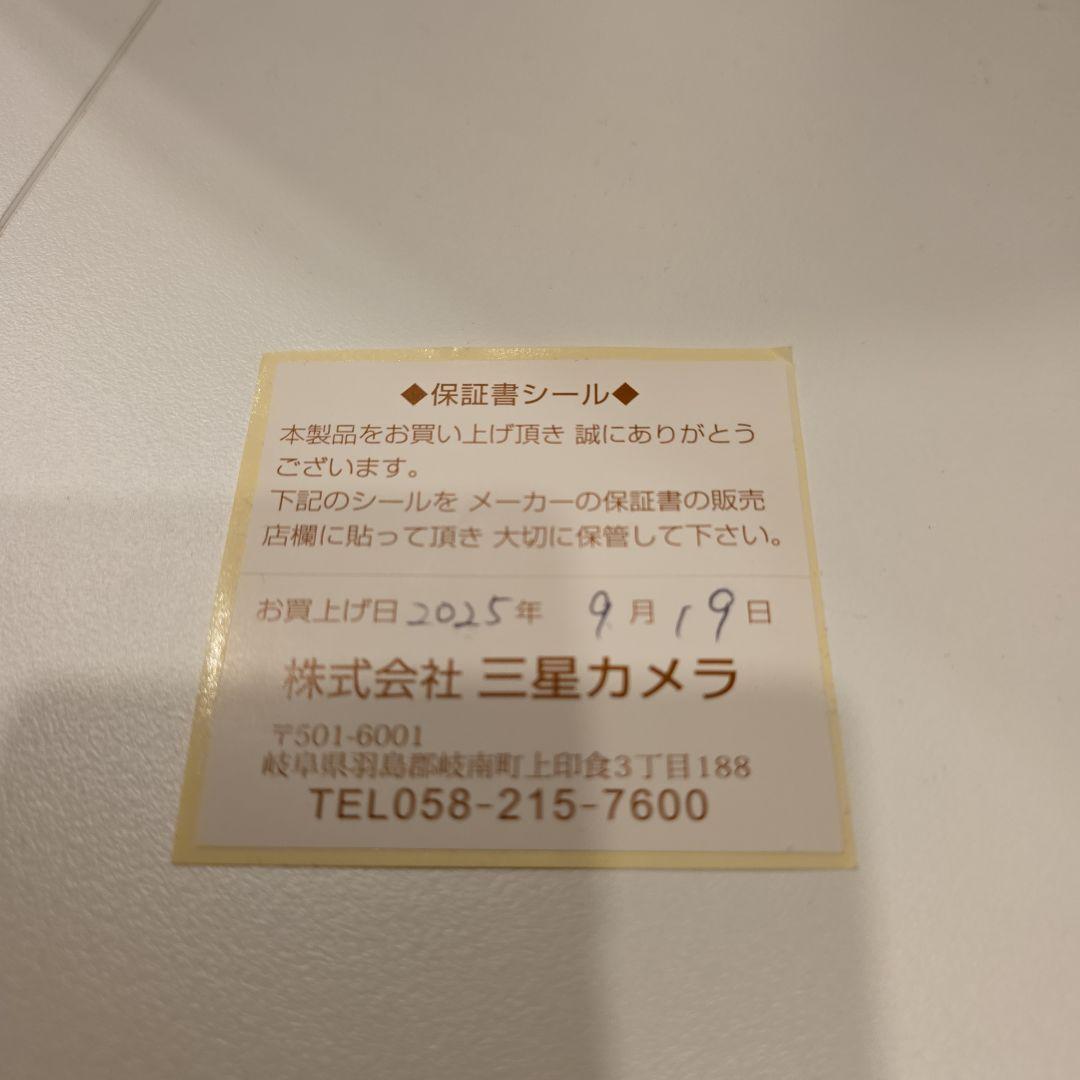 ◆保証書シール◆
本製品をお買い上げ頂き 誠にありがとう
ございます。
下記のシールを メーカーの保証書の販売
店欄に貼って頂き 大切に保管して下さい。
お買上げ日 2025年 9月 19日
株式会社 三星カメラ
〒501-6001
岐阜県羽島郡岐南町上印食3丁目188
TEL058-215-7600